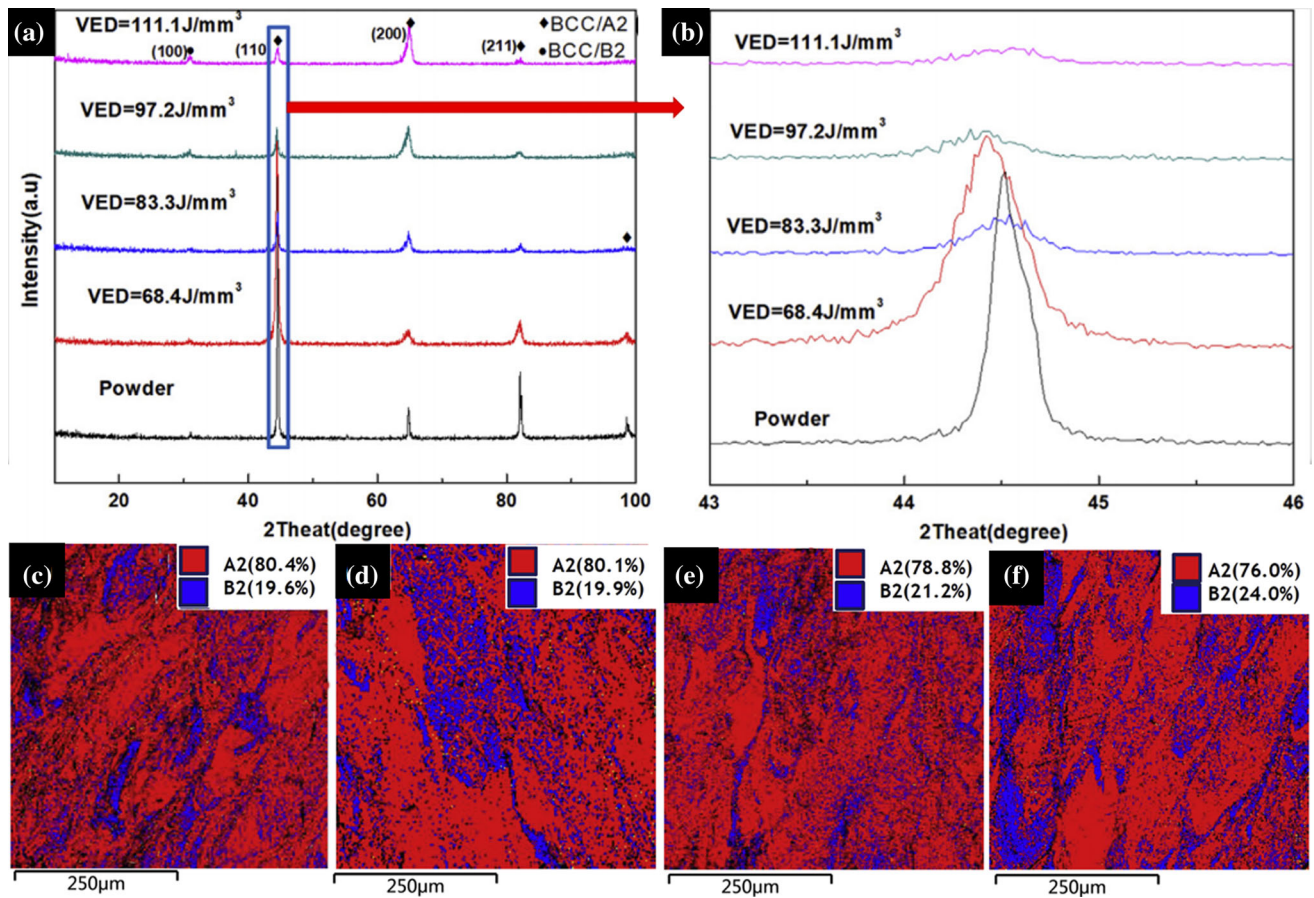 (a)
VED=111.1J/mm³
(100)
(110
(200)
(211)
♦BCC/A2
●BCC/B2
VED=97.2J/mm³
VED=83.3J/mm³
VED=68.4J/mm³
Powder
Intensity(a.u)
20 40 60 80 100
2Theat(degree)
(b)
VED=111.1J/mm³
VED=97.2J/mm³
VED=83.3J/mm³
VED=68.4J/mm³
Powder
43 44 45 46
2Theat(degree)
(c)
A2(80.4%)
B2(19.6%)
250μm
(d)
A2(80.1%)
B2(19.9%)
250μm
(e)
A2(78.8%)
B2(21.2%)
250μm
(f)
A2(76.0%)
B2(24.0%)
250μm